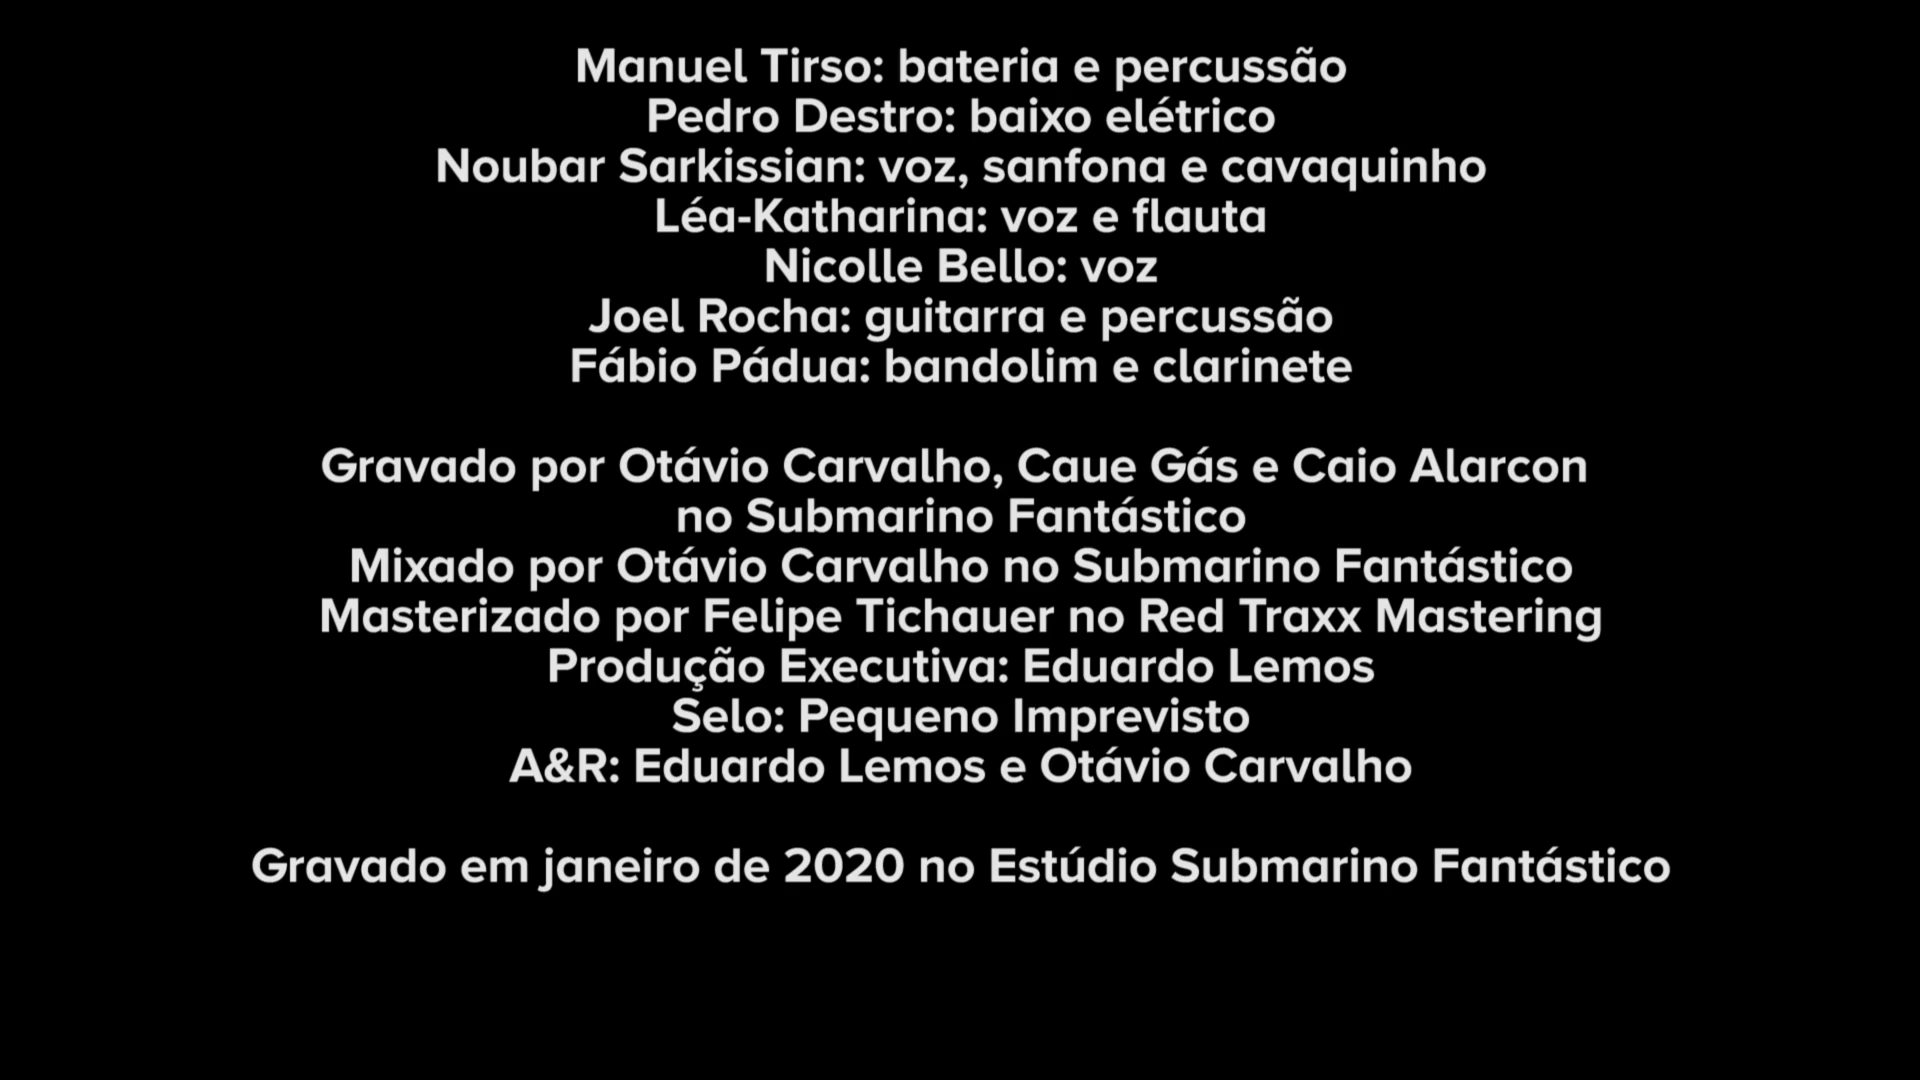 Manuel Tirso: bateria e percussão
Pedro Destro: baixo elétrico
Noubar Sarkissian: voz, sanfona e cavaquinho
Léa-Katharina: voz e flauta
Nicolle Bello: voz
Joel Rocha: guitarra e percussão
Fábio Pádua: bandolim e clarinete
Gravado por Otávio Carvalho, Caue Gás e Caio Alarcon
no Submarino Fantástico
Mixado por Otávio Carvalho no Submarino Fantástico
Masterizado por Felipe Tichauer no Red Traxx Mastering
Produção Executiva: Eduardo Lemos
Selo: Pequeno Imprevisto
A&R: Eduardo Lemos e Otávio Carvalho
Gravado em janeiro de 2020 no Estúdio Submarino Fantástico